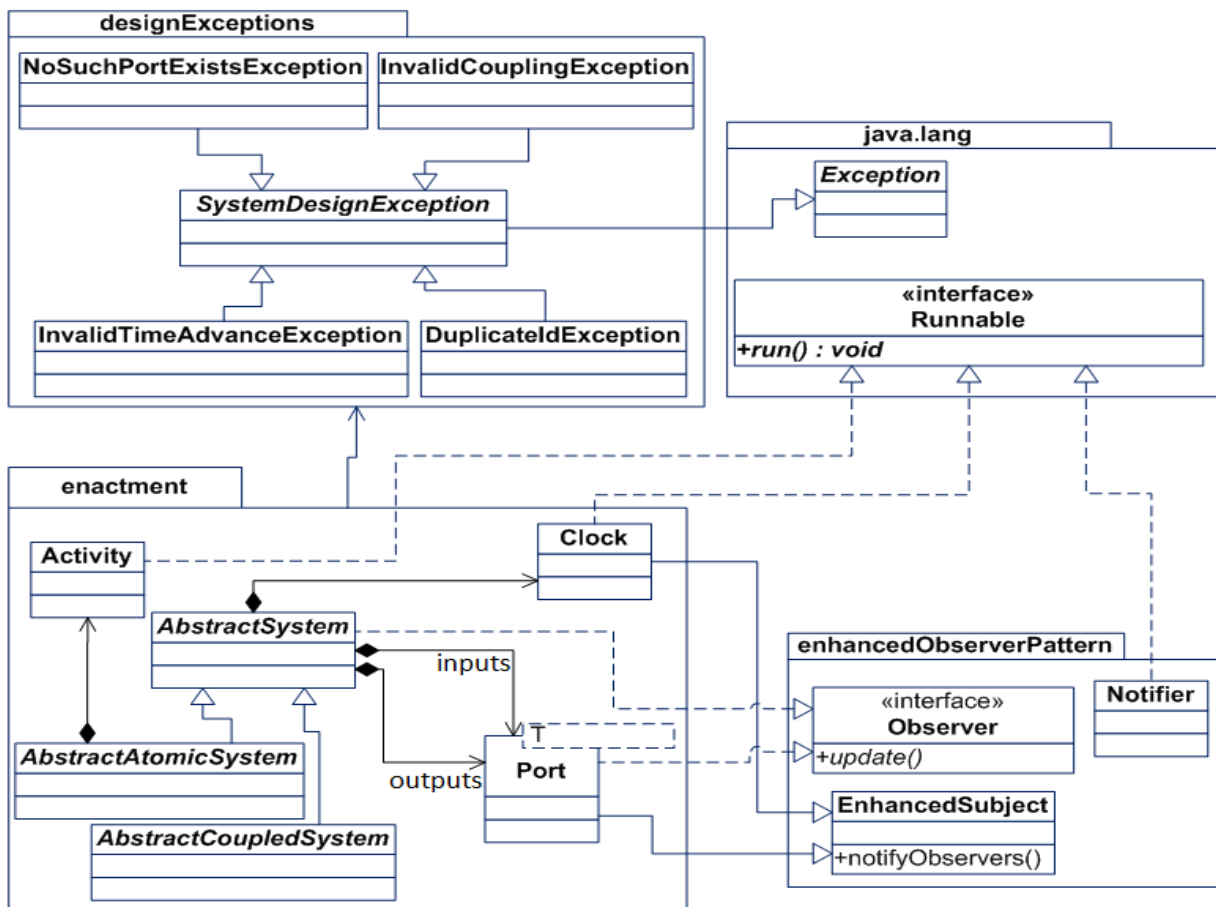 designExceptions
NoSuchPortExistsException
InvalidCouplingException
SystemDesignException
InvalidTimeAdvanceException
DuplicateIdException
java.lang
Exception
«interface»
Runnable
+run() : void
enactment
Activity
Clock
AbstractSystem
inputs
outputs
T
Port
AbstractAtomicSystem
AbstractCoupledSystem
enhancedObserverPattern
«interface»
Observer
+update()
Notifier
EnhancedSubject
+notifyObservers()